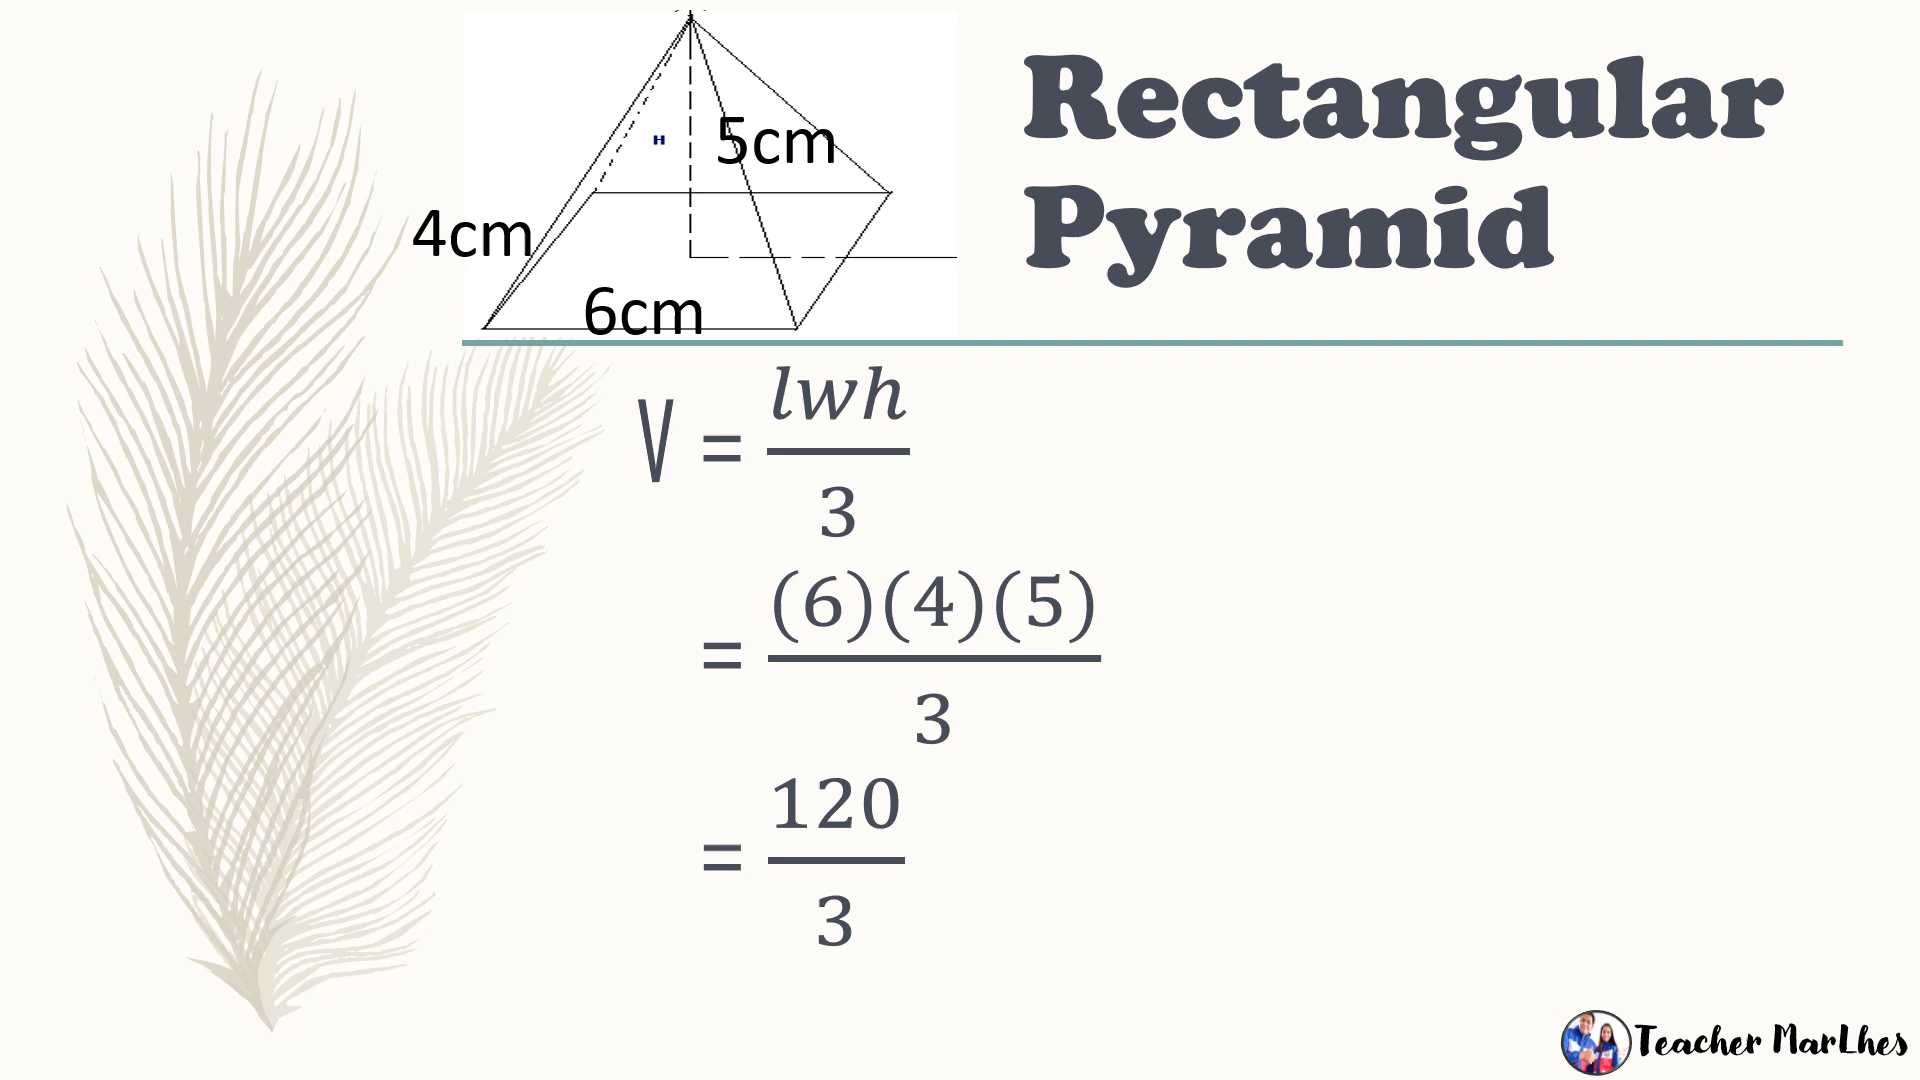 Rectangular
Pyramid
H
5cm
4cm
6cm
V = lwh
3
= (6)(4)(5)
3
= 120
3
Teacher MarLhes